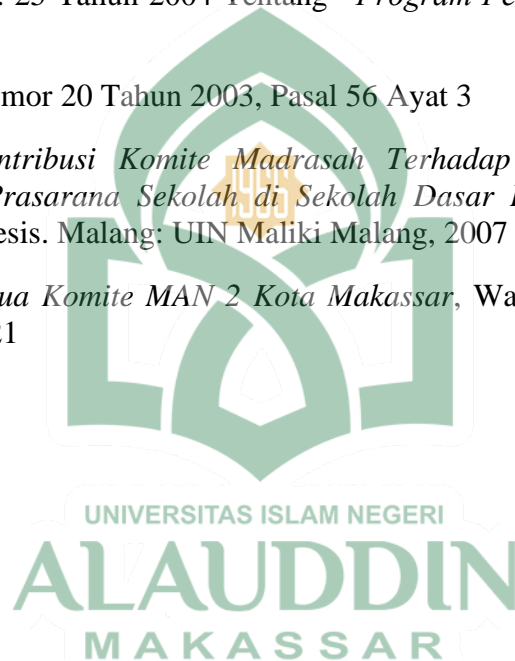 . 25 Tahun 2004 Tentang "Program Pe
mor 20 Tahun 2003, Pasal 56 Ayat 3
ntribusi Komite Madrasah Terhadap
Prasarana Sekolah di Sekolah Dasar
esis. Malang: UIN Maliki Malang, 2007
ua Komite MAN 2 Kota Makassar, Wa
21
1965
UNIVERSITAS ISLAM NEGERI
ALAUDDIN
MAKASSAR